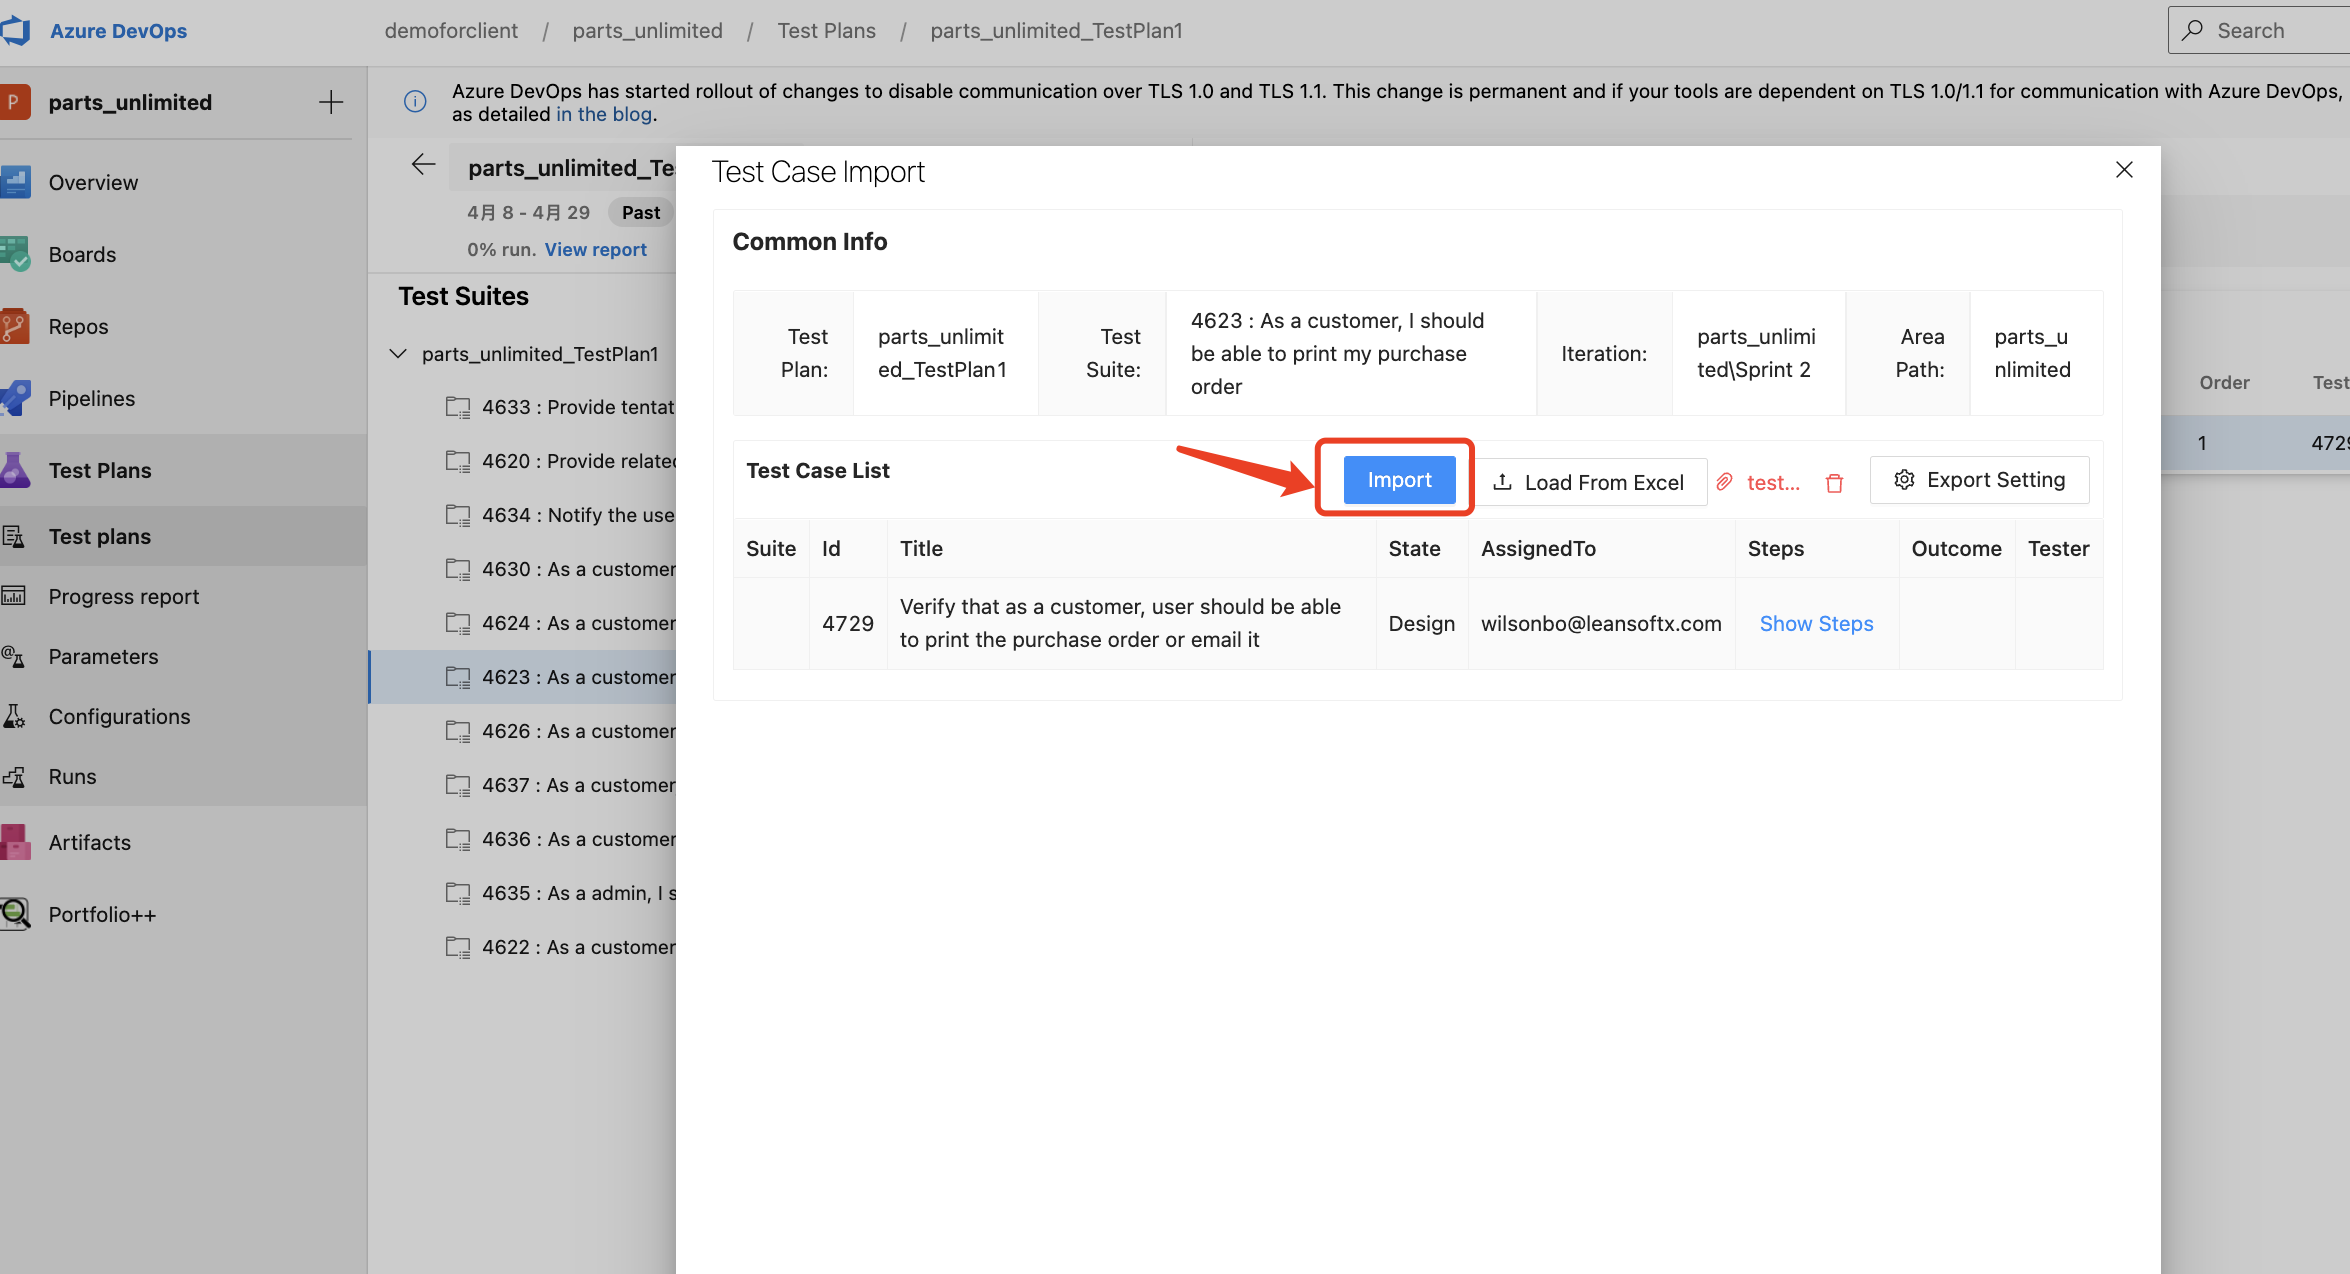 Azure DevOps
demoforclient / parts_unlimited / Test Plans / parts_unlimited_TestPlan1
Search
P
parts_unlimited
Overview
Boards
Repos
Pipelines
Test Plans
Test plans
Progress report
Parameters
Configurations
Runs
Artifacts
Portfolio++
Azure DevOps has started rollout of changes to disable communication over TLS 1.0 and TLS 1.1. This change is permanent and if your tools are dependent on TLS 1.0/1.1 for communication with Azure DevOps,
as detailed in the blog.
parts_unlimited_Te
4月 8 - 4月 29 Past
0% run. View report
Test Suites
parts_unlimited_TestPlan1
4633 : Provide tentat
4620 : Provide related
4634 : Notify the use
4630 : As a customer
4624 : As a customer
4623 : As a customer
4626 : As a customer
4637 : As a customer
4636 : As a customer
4635 : As a admin, I s
4622 : As a customer
Test Case Import
Common Info
Test
Plan:
parts_unlimit
ed_TestPlan1
Test
Suite:
4623 : As a customer, I should
be able to print my purchase
order
Iteration:
parts_unlimi
ted\Sprint 2
Area
Path:
parts_u
nlimited
Test Case List
Import
Load From Excel
test...
Export Setting
Suite Id Title State AssignedTo Steps Outcome Tester
4729
Verify that as a customer, user should be able
to print the purchase order or email it
Design
wilsonbo@leansoftx.com
Show Steps
Order Test
1 4729